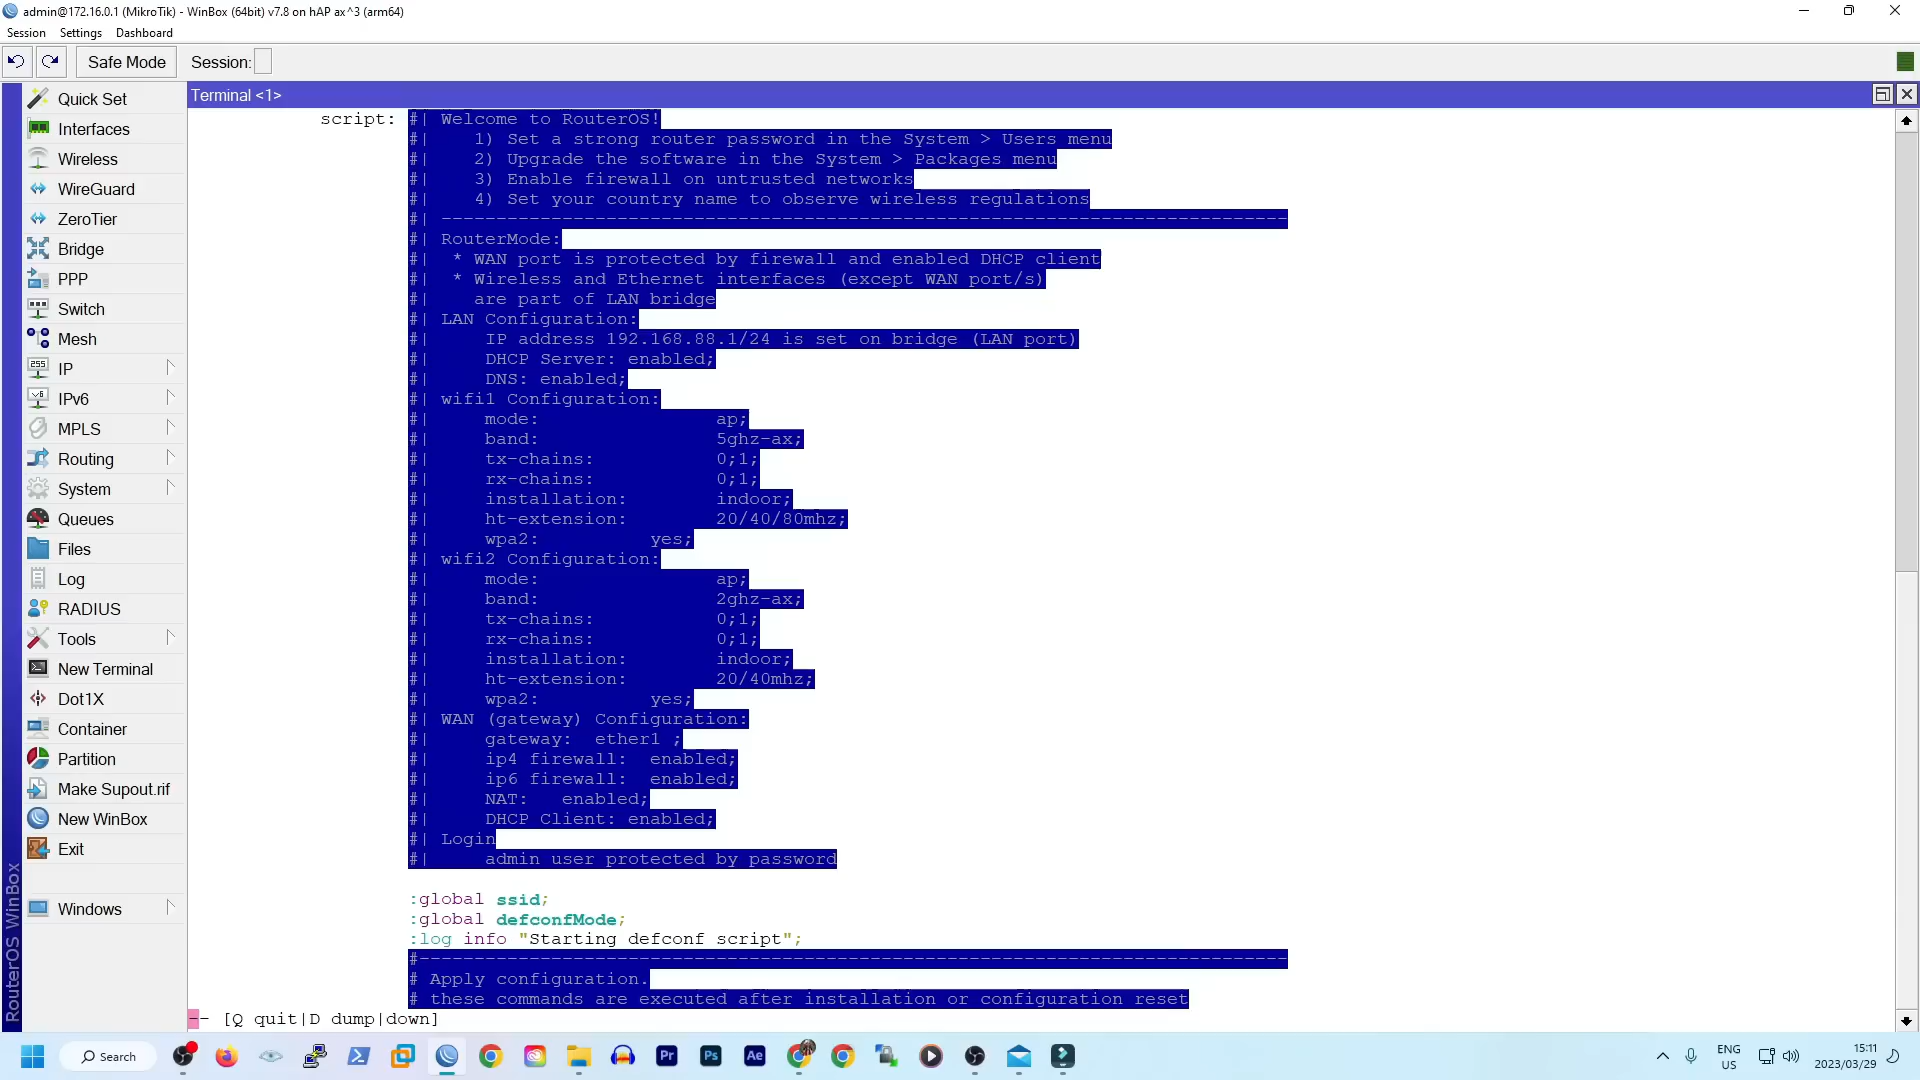 admin@172.16.0.1 (MikroTik) - WinBox (64bit) v7.8 on hAP ax^3 (arm64)
Session Settings Dashboard
Safe Mode Session:
Terminal <1>
Quick Set
Interfaces
Wireless
WireGuard
ZeroTier
Bridge
PPP
Switch
Mesh
IP
IPv6
MPLS
Routing
System
Queues
Files
Log
RADIUS
Tools
New Terminal
Dot1X
Container
Partition
Make Supout.rif
New WinBox
Exit
Windows
RouterOS WinBox
script: #| Welcome to RouterOS!
#|    1) Set a strong router password in the System > Users menu
#|    2) Upgrade the software in the System > Packages menu
#|    3) Enable firewall on untrusted networks
#|    4) Set your country name to observe wireless regulations
#| -----------------------------------------------------------------------------
#| RouterMode:
#|  * WAN port is protected by firewall and enabled DHCP client
#|  * Wireless and Ethernet interfaces (except WAN port/s)
#|    are part of LAN bridge
#| LAN Configuration:
#|     IP address 192.168.88.1/24 is set on bridge (LAN port)
#|     DHCP Server: enabled;
#|     DNS: enabled;
#| wifi1 Configuration:
#|     mode:                ap;
#|     band:                5ghz-ax;
#|     tx-chains:           0;1;
#|     rx-chains:           0;1;
#|     installation:        indoor;
#|     ht-extension:        20/40/80mhz;
#|     wpa2:          yes;
#| wifi2 Configuration:
#|     mode:                ap;
#|     band:                2ghz-ax;
#|     tx-chains:           0;1;
#|     rx-chains:           0;1;
#|     installation:        indoor;
#|     ht-extension:        20/40mhz;
#|     wpa2:          yes;
#| WAN (gateway) Configuration:
#|     gateway:  ether1 ;
#|     ip4 firewall:  enabled;
#|     ip6 firewall:  enabled;
#|     NAT:   enabled;
#|     DHCP Client: enabled;
#| Login
#|     admin user protected by password
:global ssid;
:global defconfMode;
:log info "Starting defconf script";
#-------------------------------------------------------------------------------
# Apply configuration.
# these commands are executed after installation or configuration reset
-- [Q quit|D dump|down]
Search
Pr
Ps
Ae
ENG
US
15:11
2023/03/29